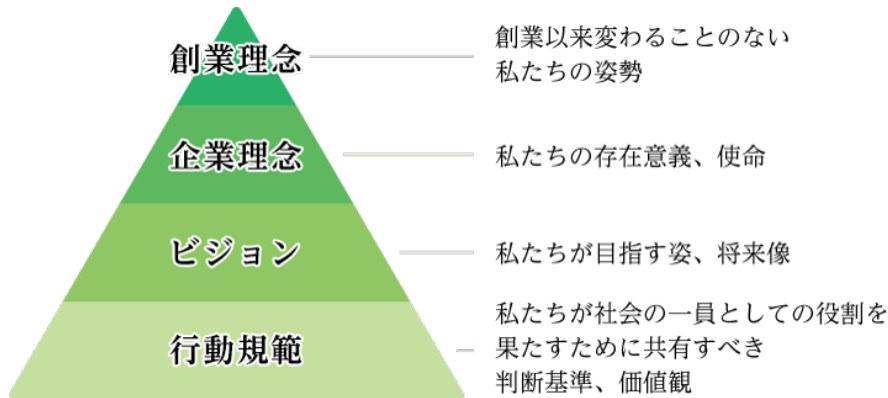 創業理念
創業以来変わることのない
私たちの姿勢
企業理念
私たちの存在意義、使命
ビジョン
私たちが目指す姿、将来像
行動規範
私たちが社会の一員としての役割を
果たすために共有すべき
判断基準、価値観